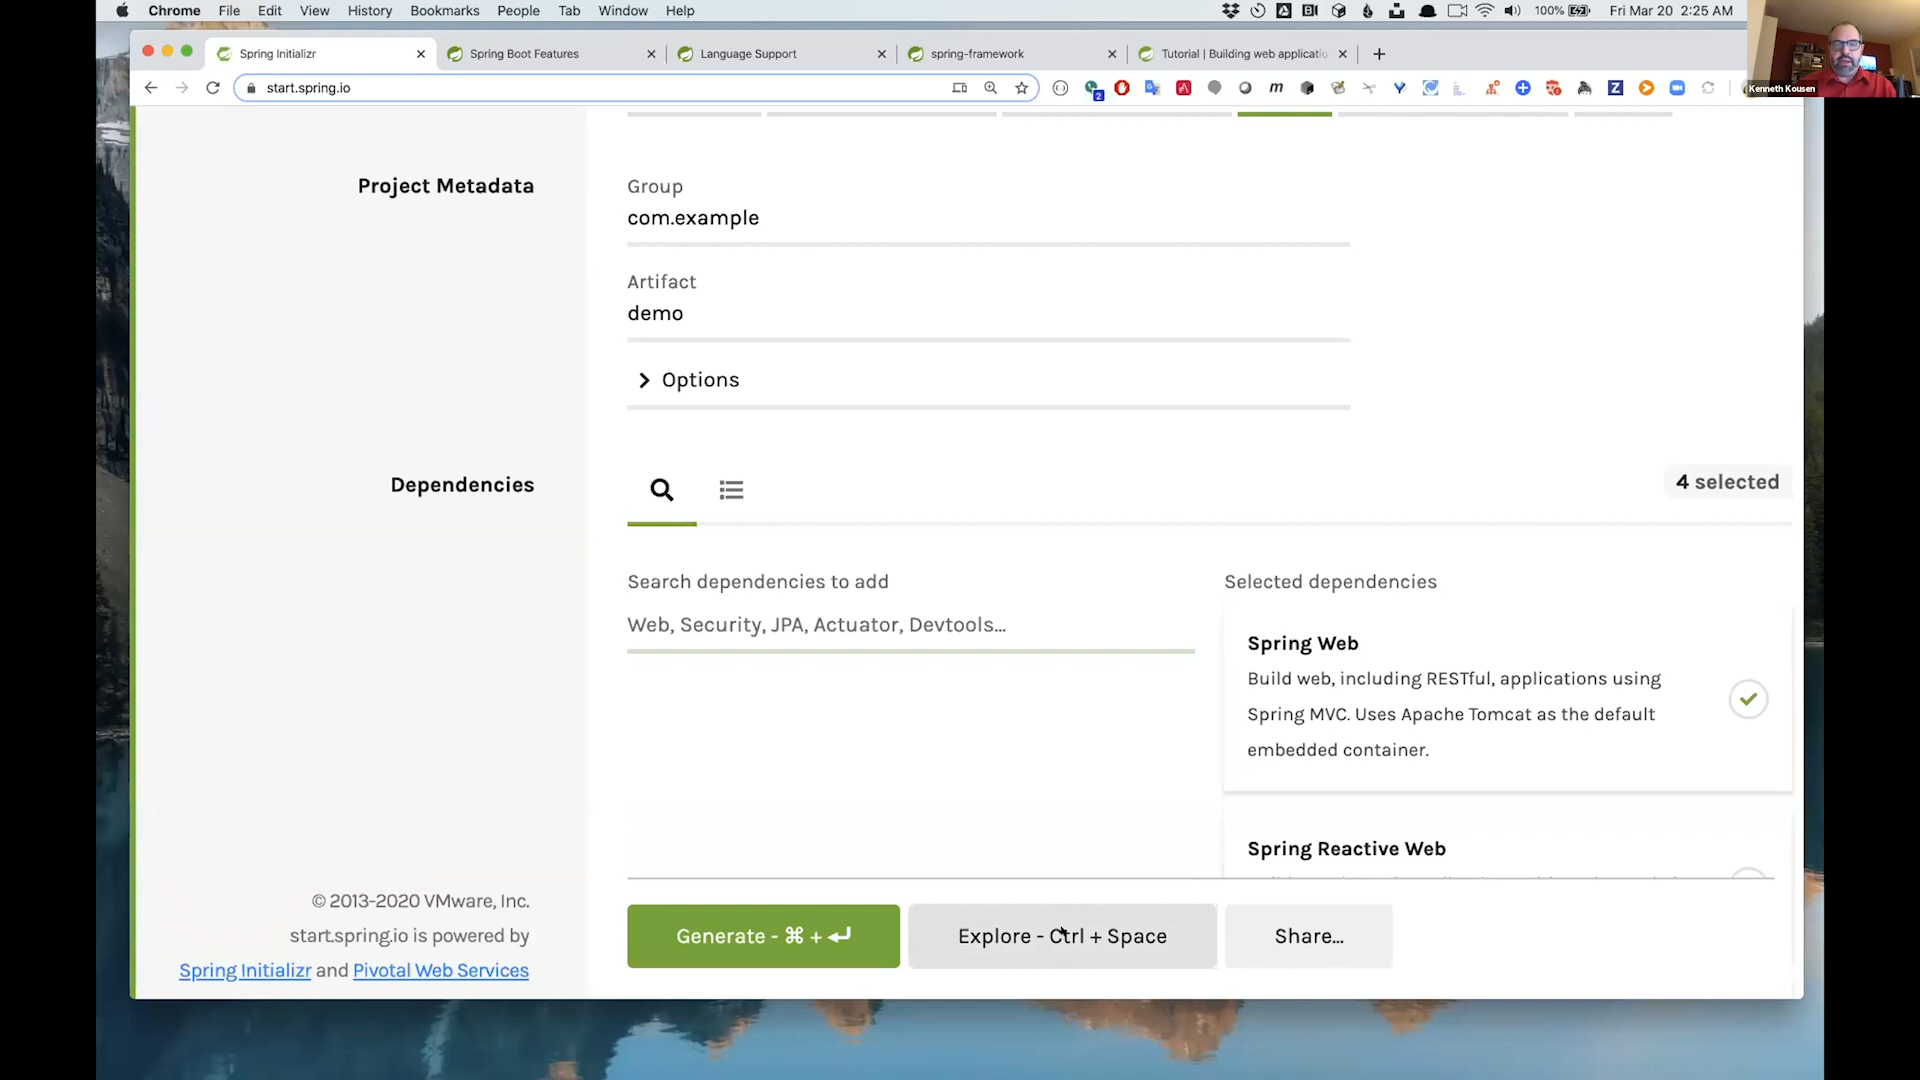 Chrome File Edit View History Bookmarks People Tab Window Help
100% Fri Mar 20 2:25 AM
Spring Initializr
Spring Boot Features
Language Support
spring-framework
Tutorial | Building web applicatio
start.spring.io
2
Kenneth Kousen
Project Metadata
Group
com.example
Artifact
demo
Options
Dependencies
4 selected
Search dependencies to add
Web, Security, JPA, Actuator, Devtools...
Selected dependencies
Spring Web
Build web, including RESTful, applications using
Spring MVC. Uses Apache Tomcat as the default
embedded container.
Spring Reactive Web
© 2013-2020 VMware, Inc.
start.spring.io is powered by
Spring Initializr and Pivotal Web Services
Generate - ⌘ + ↵
Explore - Ctrl + Space
Share...